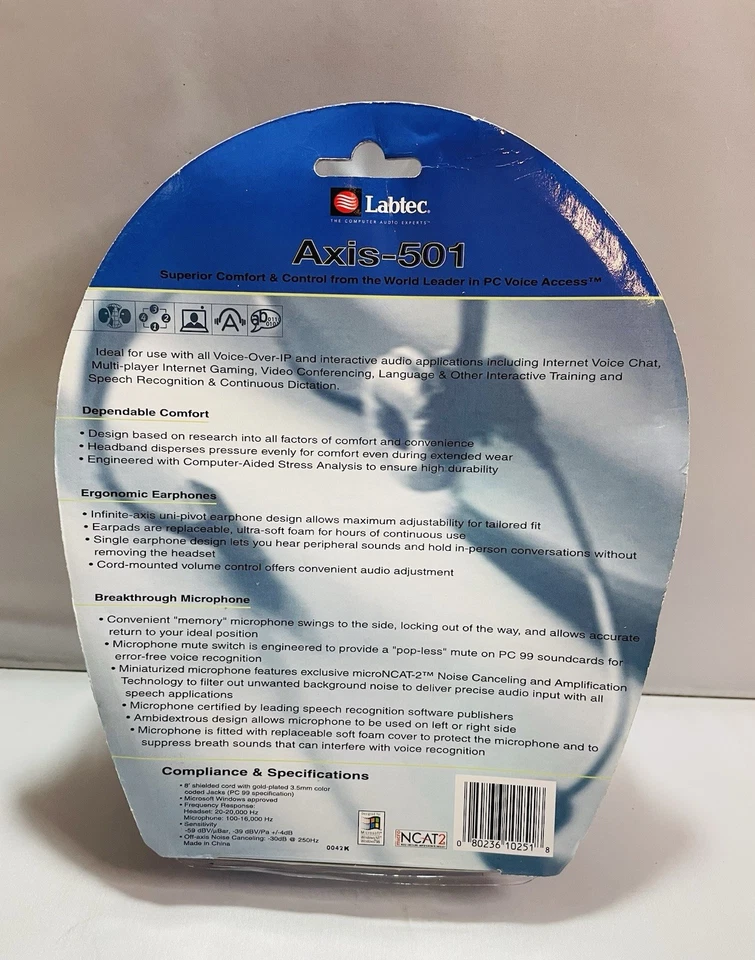 Labtec®
THE COMPUTER AUDIO EXPERTS™
Axis-501
Superior Comfort & Control from the World Leader in PC Voice Access™
Ideal for use with all Voice-Over-IP and interactive audio applications including Internet Voice Chat,
Multi-player Internet Gaming, Video Conferencing, Language & Other Interactive Training and
Speech Recognition & Continuous Dictation.
Dependable Comfort
• Design based on research into all factors of comfort and convenience
• Headband disperses pressure evenly for comfort even during extended wear
• Engineered with Computer-Aided Stress Analysis to ensure high durability
Ergonomic Earphones
• Infinite-axis uni-pivot earphone design allows maximum adjustability for tailored fit
• Earpads are replaceable, ultra-soft foam for hours of continuous use
• Single earphone design lets you hear peripheral sounds and hold in-person conversations without
removing the headset
• Cord-mounted volume control offers convenient audio adjustment
Breakthrough Microphone
• Convenient "memory" microphone swings to the side, locking out of the way, and allows accurate
return to your ideal position
• Microphone mute switch is engineered to provide a "pop-less" mute on PC 99 soundcards for
error-free voice recognition
• Miniaturized microphone features exclusive microNCAT-2™ Noise Canceling and Amplification
Technology to filter out unwanted background noise to deliver precise audio input with all
speech applications
• Microphone certified by leading speech recognition software publishers
• Ambidextrous design allows microphone to be used on left or right side
• Microphone is fitted with replaceable soft foam cover to protect the microphone and to
suppress breath sounds that can interfere with voice recognition
Compliance & Specifications
• 8' shielded cord with gold-plated 3.5mm color
coded Jacks (PC 99 specification)
• Microsoft Windows approved
• Frequency Response:
Headset: 20-20,000 Hz
Microphone: 100-16,000 Hz
• Sensitivity
-59 dBV/µBar, -39 dBV/Pa +/-4dB
• Off-axis Noise Canceling: -30dB @ 250Hz
Made in China
0042K
NCAT2
0 80236 10251 8